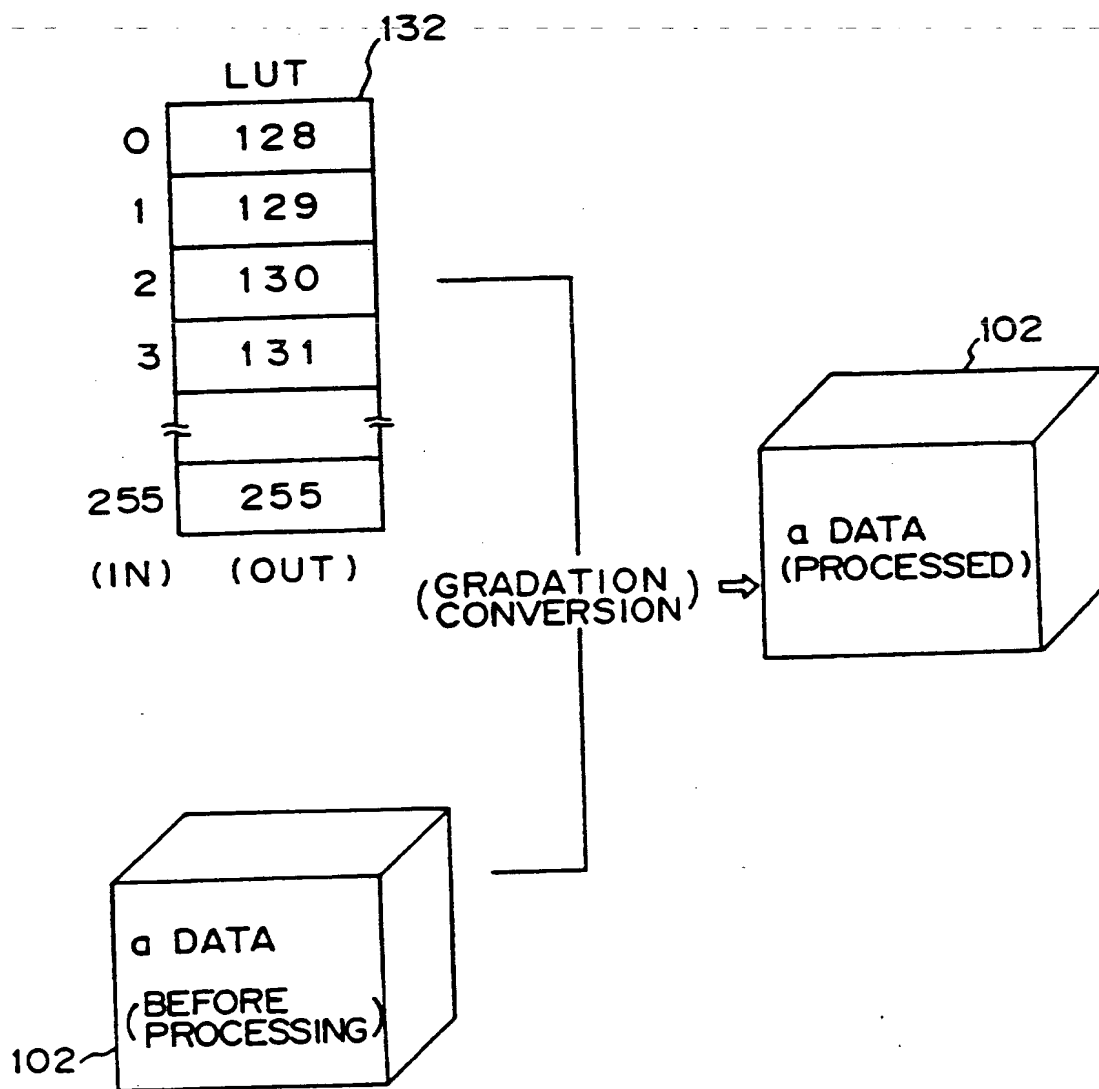 132
LUT
0 128
1 129
2 130
3 131
255 255
(IN) (OUT)
102
a DATA
(PROCESSED)
(GRADATION
CONVERSION)
a DATA
(BEFORE
PROCESSING)
102